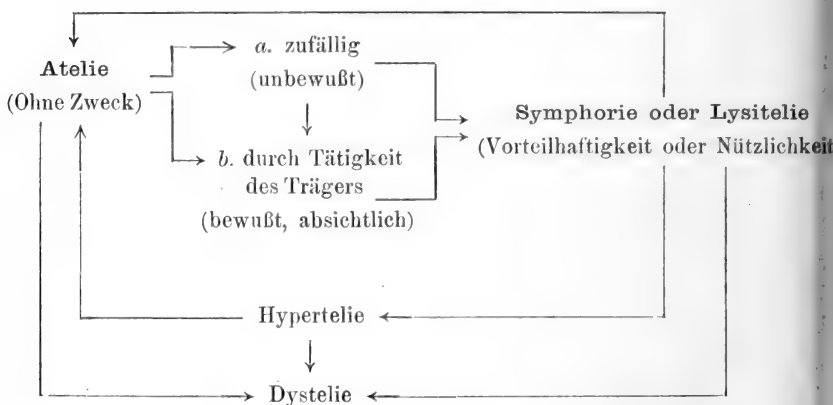 Atelie
(Ohne Zweck)
a. zufällig
(unbewußt)
b. durch Tätigkeit
des Trägers
(bewußt, absichtlich)
Symphorie oder Lysitelie
(Vorteilhaftigkeit oder Nützlichkeit
Hypertelie
Dystelie